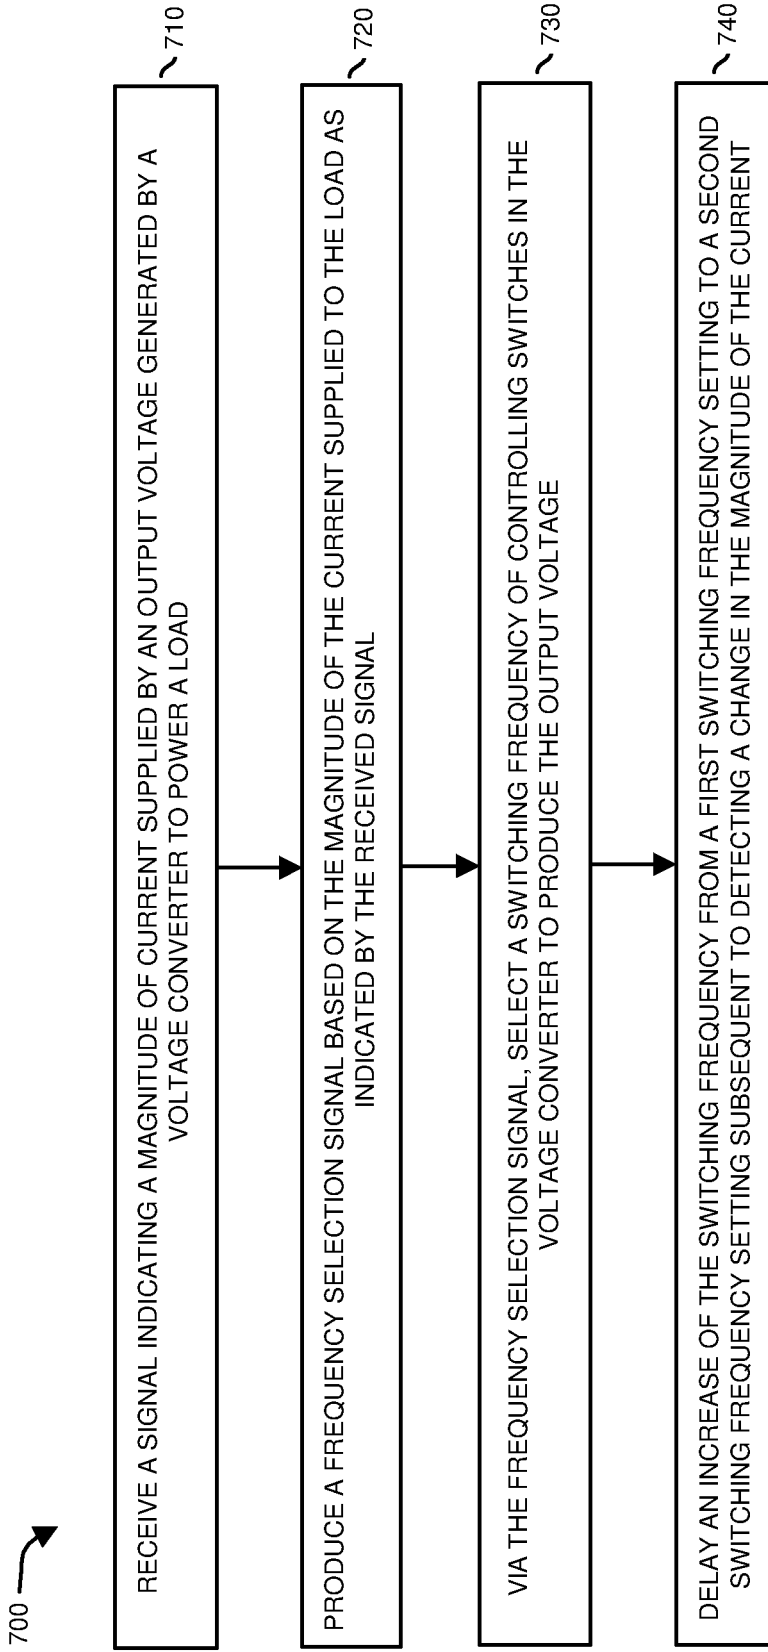 700
RECEIVE A SIGNAL INDICATING A MAGNITUDE OF CURRENT SUPPLIED BY AN OUTPUT VOLTAGE GENERATED BY A
VOLTAGE CONVERTER TO POWER A LOAD
710
PRODUCE A FREQUENCY SELECTION SIGNAL BASED ON THE MAGNITUDE OF THE CURRENT SUPPLIED TO THE LOAD AS
INDICATED BY THE RECEIVED SIGNAL
720
VIA THE FREQUENCY SELECTION SIGNAL, SELECT A SWITCHING FREQUENCY OF CONTROLLING SWITCHES IN THE
VOLTAGE CONVERTER TO PRODUCE THE OUTPUT VOLTAGE
730
DELAY AN INCREASE OF THE SWITCHING FREQUENCY FROM A FIRST SWITCHING FREQUENCY SETTING TO A SECOND
SWITCHING FREQUENCY SETTING SUBSEQUENT TO DETECTING A CHANGE IN THE MAGNITUDE OF THE CURRENT
740